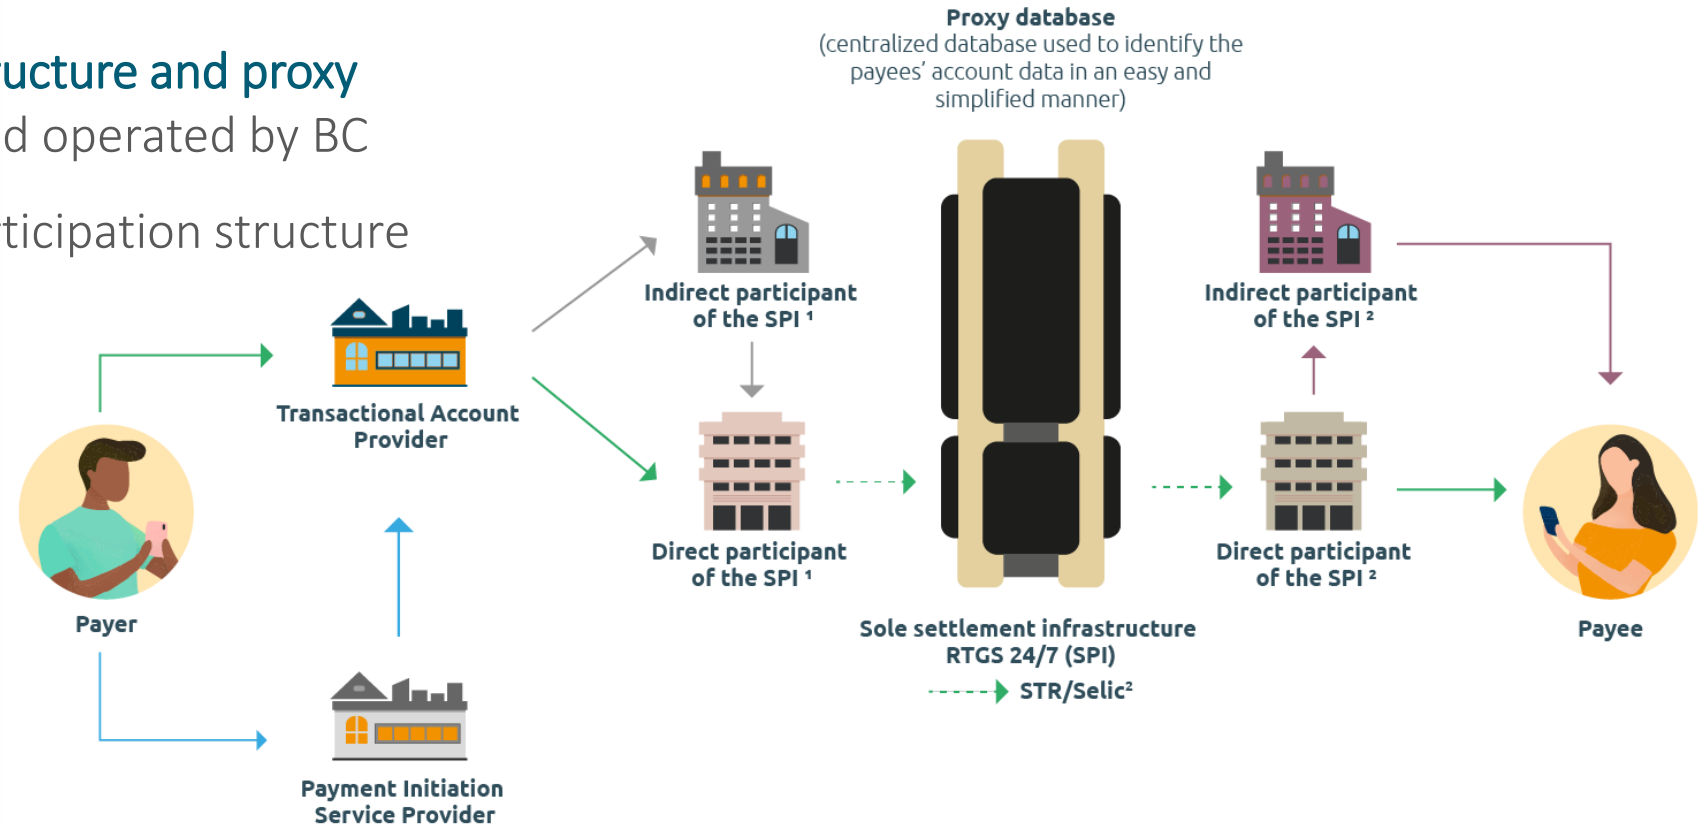 ructure and proxy
d operated by BC
ticipation structure
Proxy database
(centralized database used to identify the
payees’ account data in an easy and
simplified manner)
Indirect participant
of the SPI ¹
Indirect participant
of the SPI ²
Transactional Account
Provider
Direct participant
of the SPI ¹
Direct participant
of the SPI ²
Payer
Payee
Sole settlement infrastructure
RTGS 24/7 (SPI)
STR/Selic²
Payment Initiation
Service Provider